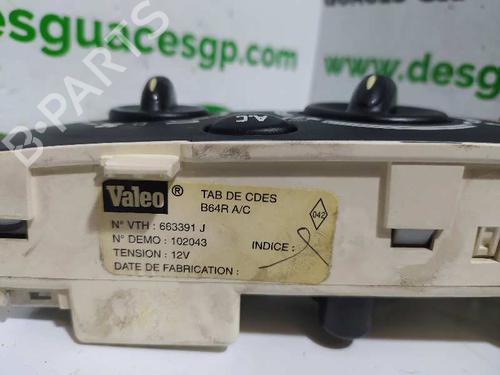 desguacesgp.com
www.desg
B-Parts
A.C
Valeo ®
TAB DE CDES
B64R A/C
042
N° VTH : 663391 J
N° DEMO : 102043
INDICE :
TENSION : 12V
DATE DE FABRICATION :